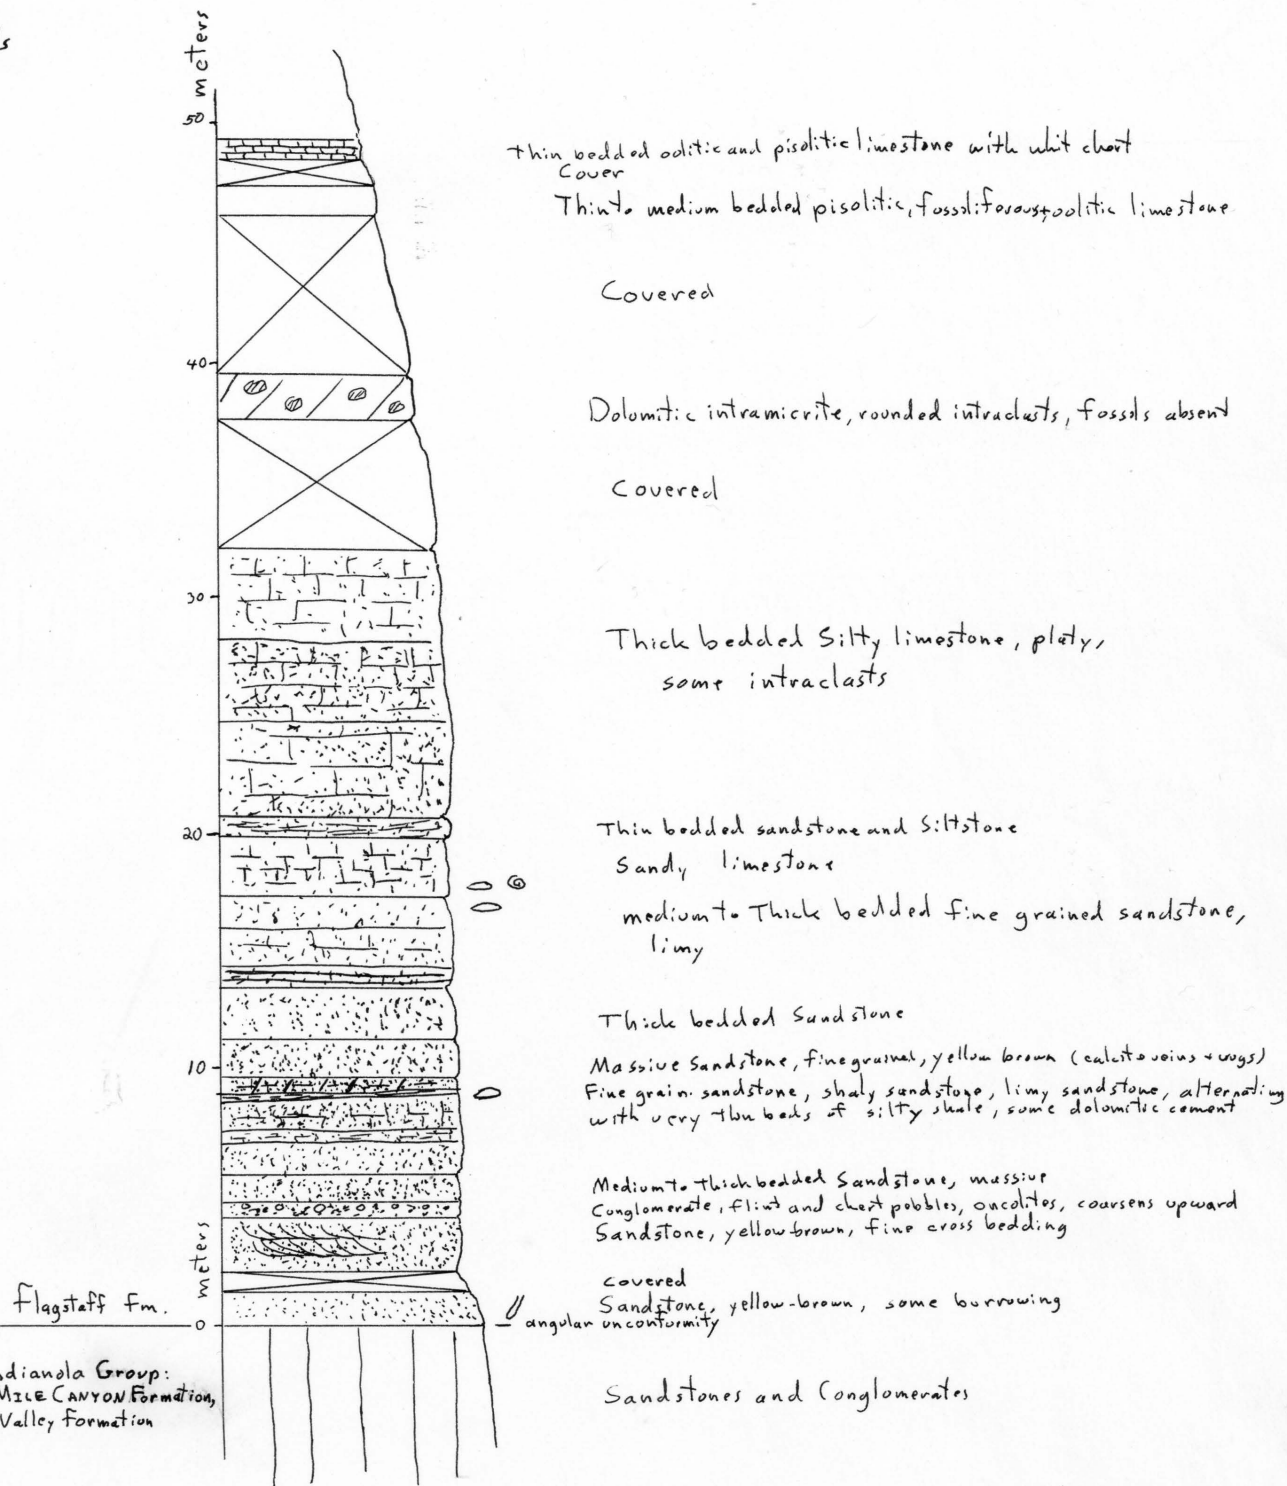 s
meters
50
thin bedded oolitic and pisolitic limestone with whit chert
Cover
Thin to medium bedded pisolitic, fossiliferous + oolitic limestone
Covered
40
Dolomitic intramicrite, rounded intraclasts, fossils absent
Covered
30
Thick bedded Silty limestone, platy,
some intraclasts
20
Thin bedded sandstone and Siltstone
Sandy limestone
medium to Thick bedded fine grained sandstone,
limy
Thick bedded Sandstone
10
Massive Sandstone, fine grained, yellow brown (calcite veins + vugs)
Fine grain. sandstone, shaly sandstone, limy sandstone, alternating
with very thin beds of silty shale, some dolomitic cement
Medium to thick bedded Sandstone, massive
Conglomerate, flint and chert pebbles, oncolites, coarsens upward
Sandstone, yellow brown, fine cross bedding
meters
covered
Sandstone, yellow-brown, some burrowing
Flagstaff Fm.
0
angular unconformity
dianola Group:
MILE CANYON Formation,
Valley Formation
Sandstones and Conglomerates